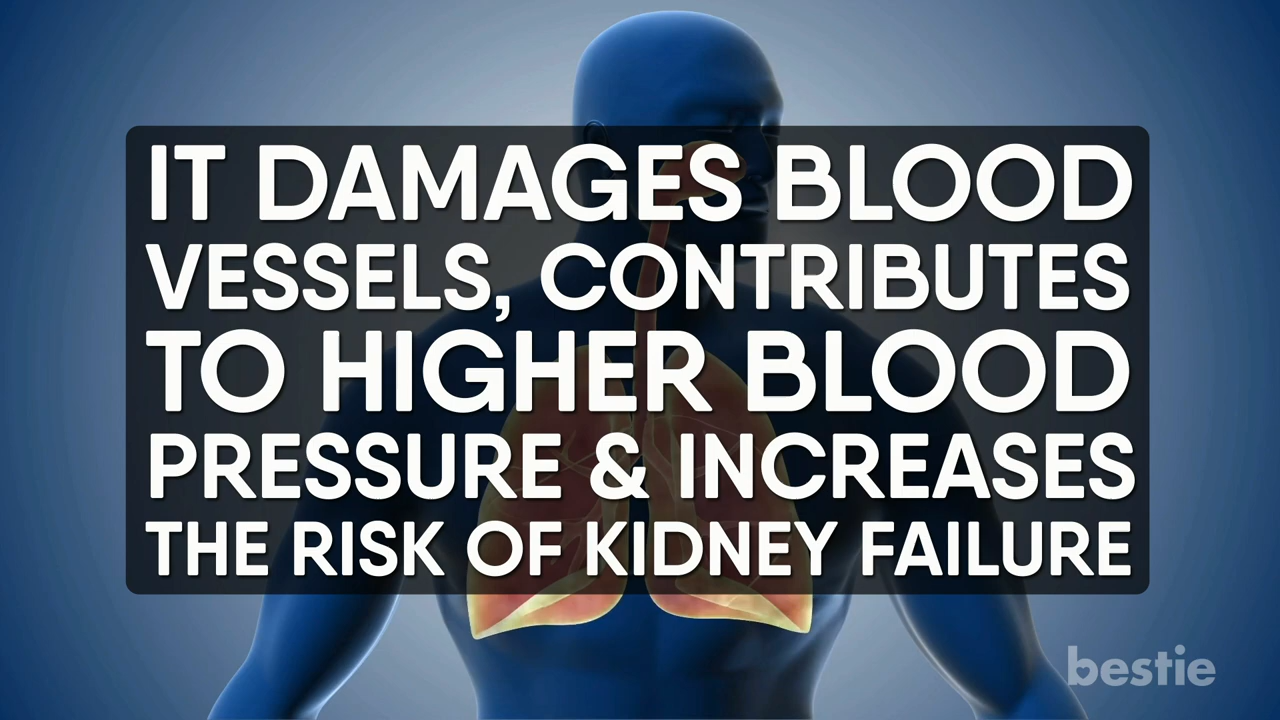 IT DAMAGES BLOOD
VESSELS, CONTRIBUTES
TO HIGHER BLOOD
PRESSURE & INCREASES
THE RISK OF KIDNEY FAILURE
bestie